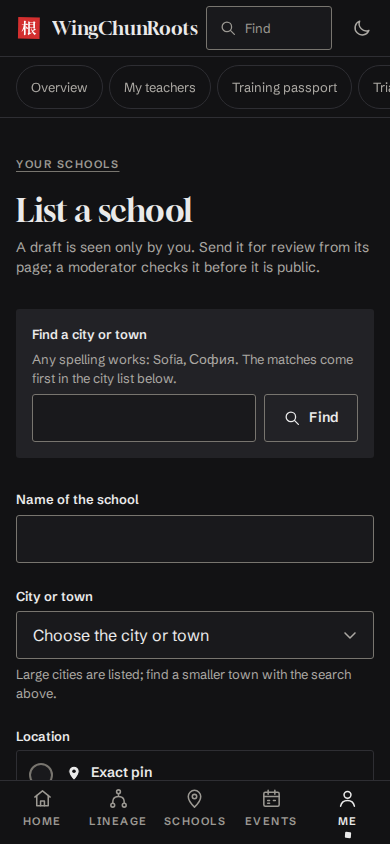 根 WingChunRoots Find
Overview My teachers Training passport Tria
YOUR SCHOOLS
List a school
A draft is seen only by you. Send it for review from its
page; a moderator checks it before it is public.
Find a city or town
Any spelling works: Sofia, София. The matches come
first in the city list below.
Find
Name of the school
City or town
Choose the city or town
Large cities are listed; find a smaller town with the search
above.
Location
Exact pin
HOME LINEAGE SCHOOLS EVENTS ME